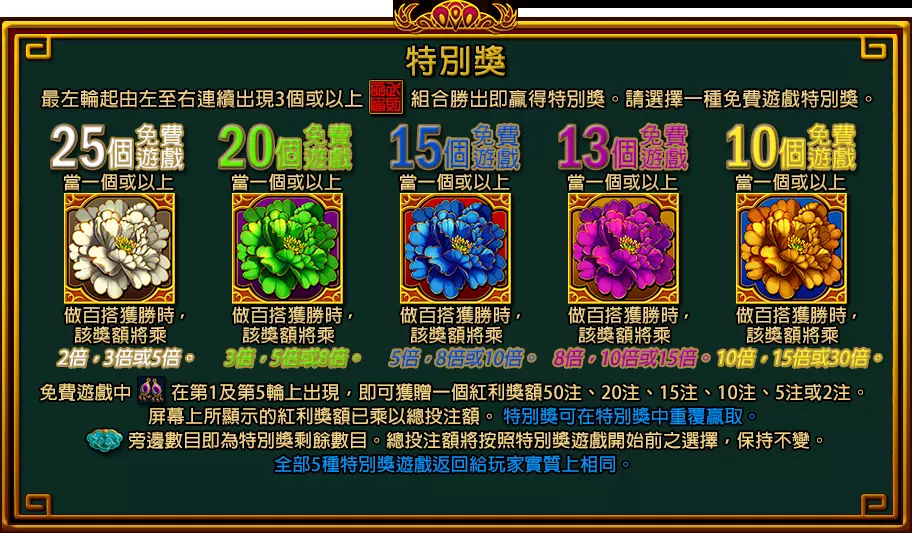 特別獎
最左輪起由左至右連續出現3個或以上 組合勝出即贏得特別獎。請選擇一種免費遊戲特別獎。
25個免費遊戲 20個免費遊戲 15個免費遊戲 13個免費遊戲 10個免費遊戲
當一個或以上 當一個或以上 當一個或以上 當一個或以上 當一個或以上
做百搭獲勝時， 做百搭獲勝時， 做百搭獲勝時， 做百搭獲勝時， 做百搭獲勝時，
該獎額將乘 該獎額將乘 該獎額將乘 該獎額將乘 該獎額將乘
2倍，3倍或5倍。 3倍，5倍或8倍。 5倍，8倍或10倍。 8倍，10倍或15倍。 10倍，15倍或30倍。
免費遊戲中 在第1及第5輪上出現，即可獲贈一個紅利獎額50注、20注、15注、10注、5注或2注。
屏幕上所顯示的紅利獎額已乘以總投注額。 特別獎可在特別獎中重覆贏取。
旁邊數目即為特別獎剩餘數目。總投注額將按照特別獎遊戲開始前之選擇，保持不變。
全部5種特別獎遊戲返回給玩家實質上相同。